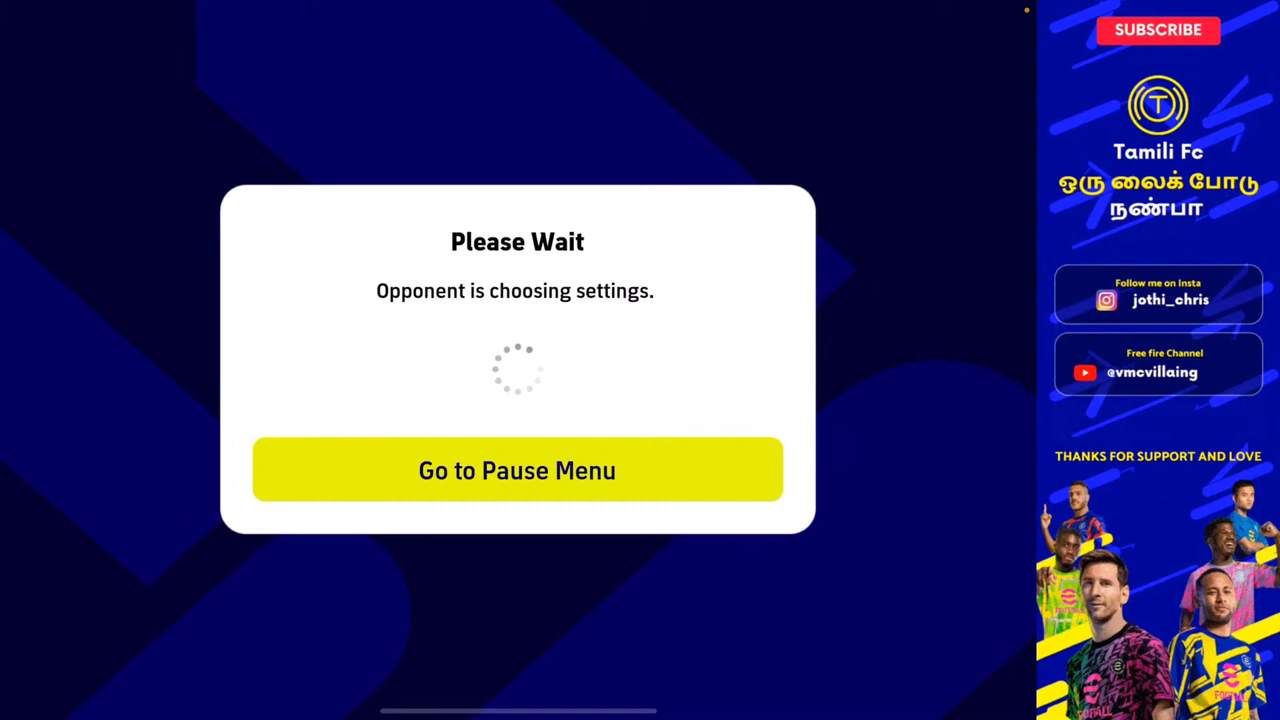 Please Wait
Opponent is choosing settings.
Go to Pause Menu
SUBSCRIBE
T
Tamili Fc
ஒரு லைக் போடு
நண்பா
Follow me on Insta
jothi_chris
Free fire Channel
@vmcvillaing
THANKS FOR SUPPORT AND LOVE